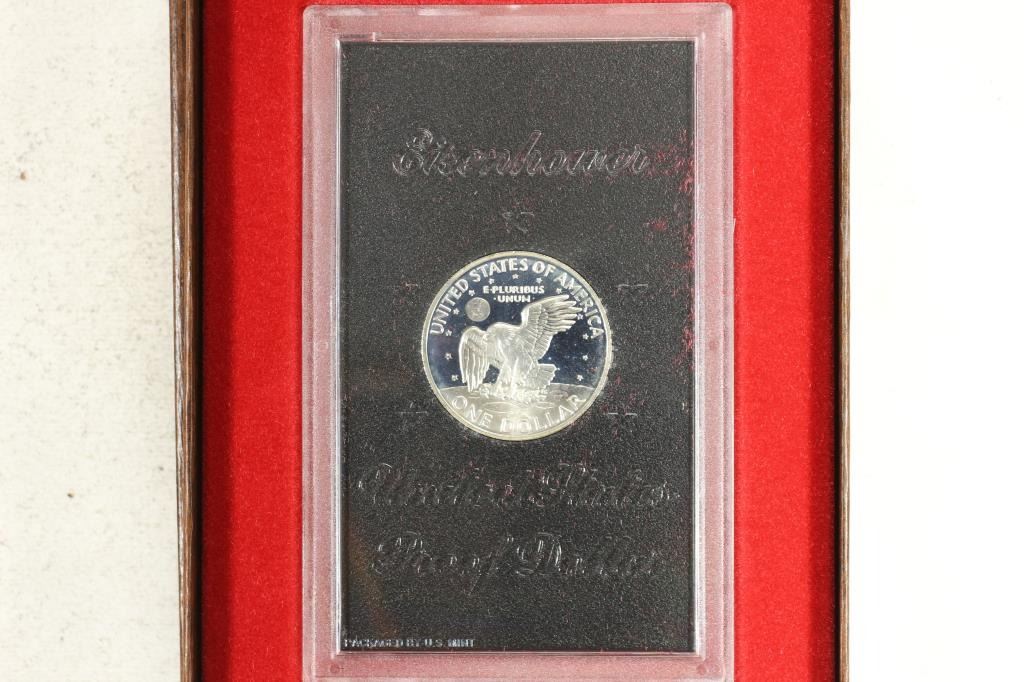 Eisenhower
UNITED STATES OF AMERICA
E·PLURIBUS
·UNUM·
ONE DOLLAR
United States
Proof Dollar
PACKAGED BY U.S. MINT